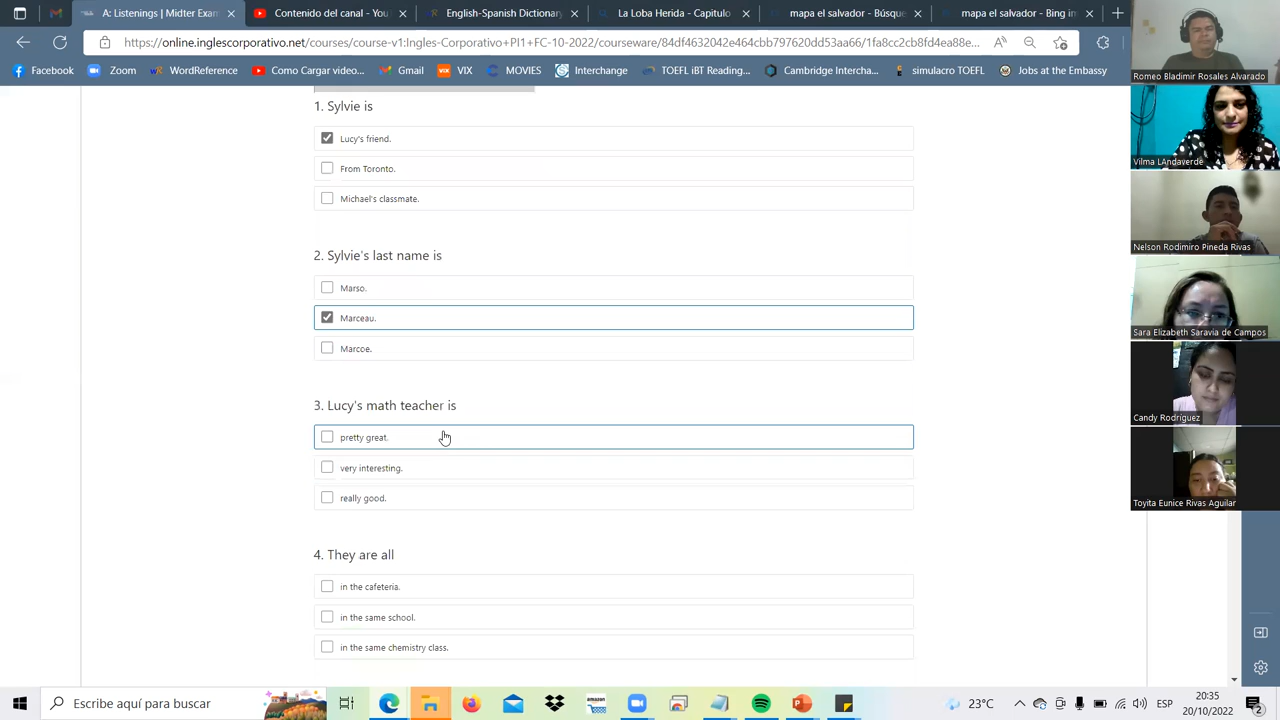 A: Listenings | Midter Exa
Contenido del canal - You
English-Spanish Dictionary
La Loba Herida - Capitulo
mapa el salvador - Búsque
mapa el salvador - Bing im
https://online.inglescorporativo.net/courses/course-v1:Ingles-Corporativo+PI1+FC-10-2022/courseware/84df4632042e464cbb797620dd53aa66/1fa8cc2cb8fd4ea88e...
Facebook
Zoom
WordReference
Como Cargar video...
Gmail
VIX
MOVIES
Interchange
TOEFL iBT Reading...
Cambridge Intercha...
simulacro TOEFL
Jobs at the Embassy
1. Sylvie is
Lucy's friend.
From Toronto.
Michael's classmate.
2. Sylvie's last name is
Marso.
Marceau.
Marcoe.
3. Lucy's math teacher is
pretty great.
very interesting.
really good.
4. They are all
in the cafeteria.
in the same school.
in the same chemistry class.
Romeo Bladimir Rosales Alvarado
Vilma LAndaverde
Nelson Rodimiro Pineda Rivas
Sara Elizabeth Saravia de Campos
Candy Rodríguez
Toyita Eunice Rivas Aguilar
Escribe aquí para buscar
23°C
ESP
20:35
20/10/2022
2